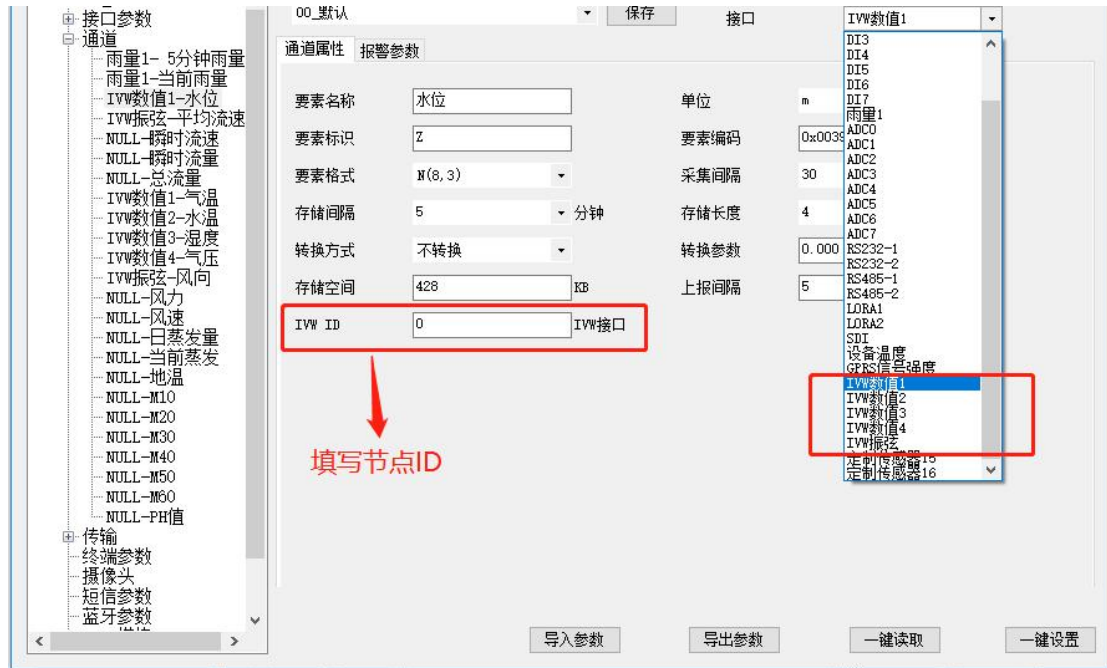 接口参数
通道
雨量1- 5分钟雨量
雨量1-当前雨量
IVW数值1-水位
IVW振弦-平均流速
NULL-瞬时流速
NULL-瞬时流量
NULL-总流量
IVW数值1-气温
IVW数值2-水温
IVW数值3-湿度
IVW数值4-气压
IVW振弦-风向
NULL-风力
NULL-风速
NULL-日蒸发量
NULL-当前蒸发
NULL-地温
NULL-M10
NULL-M20
NULL-M30
NULL-M40
NULL-M50
NULL-M60
NULL-PH值
传输
终端参数
摄像头
短信参数
蓝牙参数
00_默认 保存 接口 IVW数值1
通道属性 报警参数
要素名称 水位 单位 m
要素标识 Z 要素编码 0x0039
要素格式 N(8,3) 采集间隔 30
存储间隔 5 分钟 存储长度 4
转换方式 不转换 转换参数 0.000
存储空间 428 KB 上报间隔 5
IVW ID 0 IVW接口
填写节点ID
DI3
DI4
DI5
DI6
DI7
雨量1
ADC0
ADC1
ADC2
ADC3
ADC4
ADC5
ADC6
ADC7
RS232-1
RS232-2
RS485-1
RS485-2
LORA1
LORA2
SDI
设备温度
GPRS信号强度
IVW数值1
IVW数值2
IVW数值3
IVW数值4
IVW振弦
定制传感器15
定制传感器16
导入参数 导出参数 一键读取 一键设置